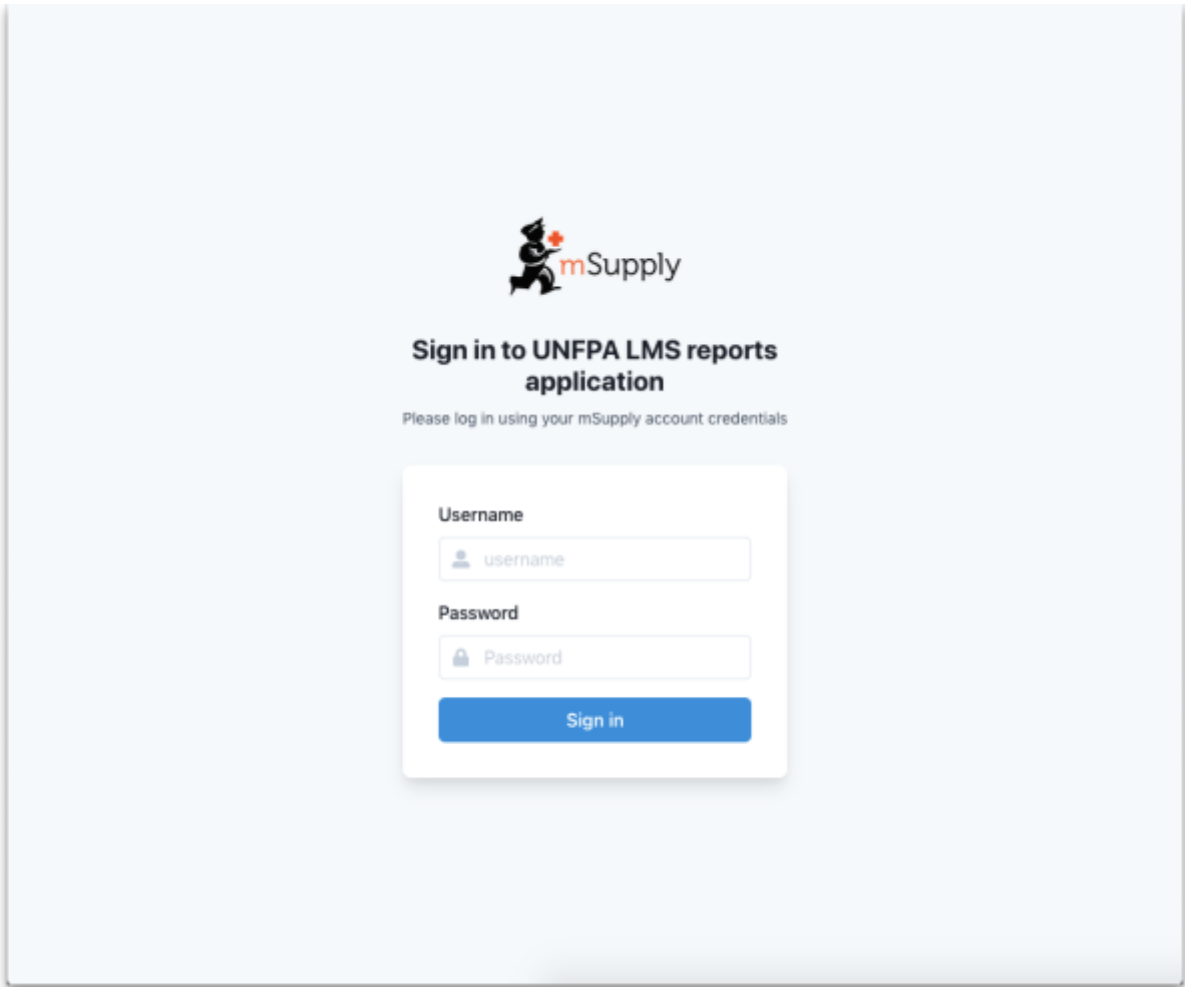 mSupply
Sign in to UNFPA LMS reports
application
Please log in using your mSupply account credentials
Username
username
Password
Password
Sign in